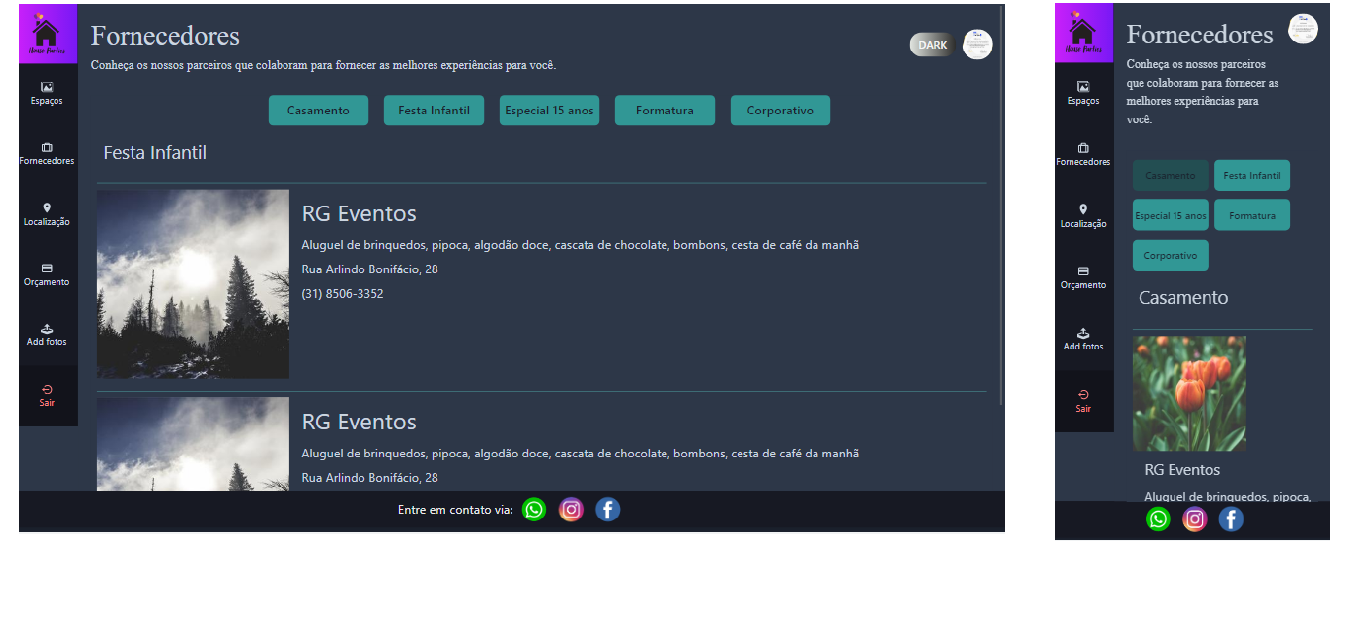 House Parties
Espaços
Fornecedores
Localização
Orçamento
Add fotos
Sair
Fornecedores
Conheça os nossos parceiros que colaboram para fornecer as melhores experiências para você.
DARK
Casamento
Festa Infantil
Especial 15 anos
Formatura
Corporativo
Festa Infantil
RG Eventos
Aluguel de brinquedos, pipoca, algodão doce, cascata de chocolate, bombons, cesta de café da manhã
Rua Arlindo Bonifácio, 28
(31) 8506-3352
RG Eventos
Aluguel de brinquedos, pipoca, algodão doce, cascata de chocolate, bombons, cesta de café da manhã
Rua Arlindo Bonifácio, 28
Entre em contato via:
Espaços
Fornecedores
Localização
Orçamento
Add fotos
Sair
Fornecedores
Conheça os nossos parceiros
que colaboram para fornecer as
melhores experiências para
você.
Casamento
Festa Infantil
Especial 15 anos
Formatura
Corporativo
Casamento
RG Eventos
Aluguel de brinquedos, pipoca,